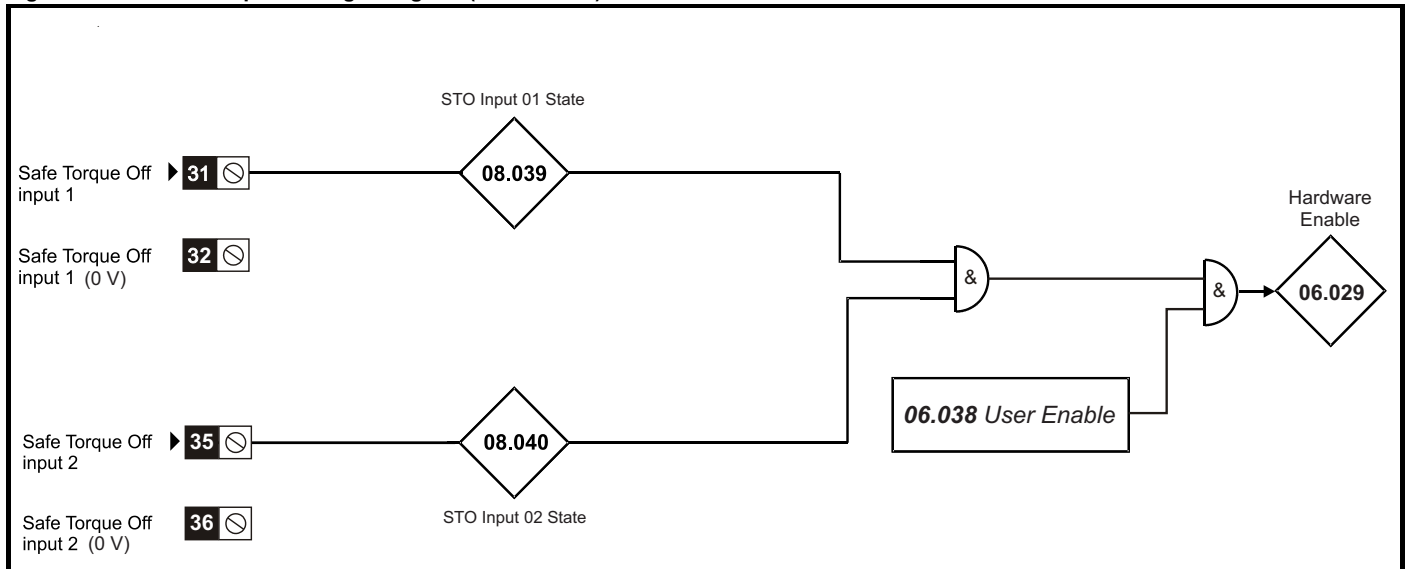 STO Input 01 State
Safe Torque Off
input 1
31
08.039
Hardware
Enable
Safe Torque Off
input 1 (0 V)
32
&
&
06.029
06.038 User Enable
Safe Torque Off
input 2
35
08.040
STO Input 02 State
Safe Torque Off
input 2 (0 V)
36